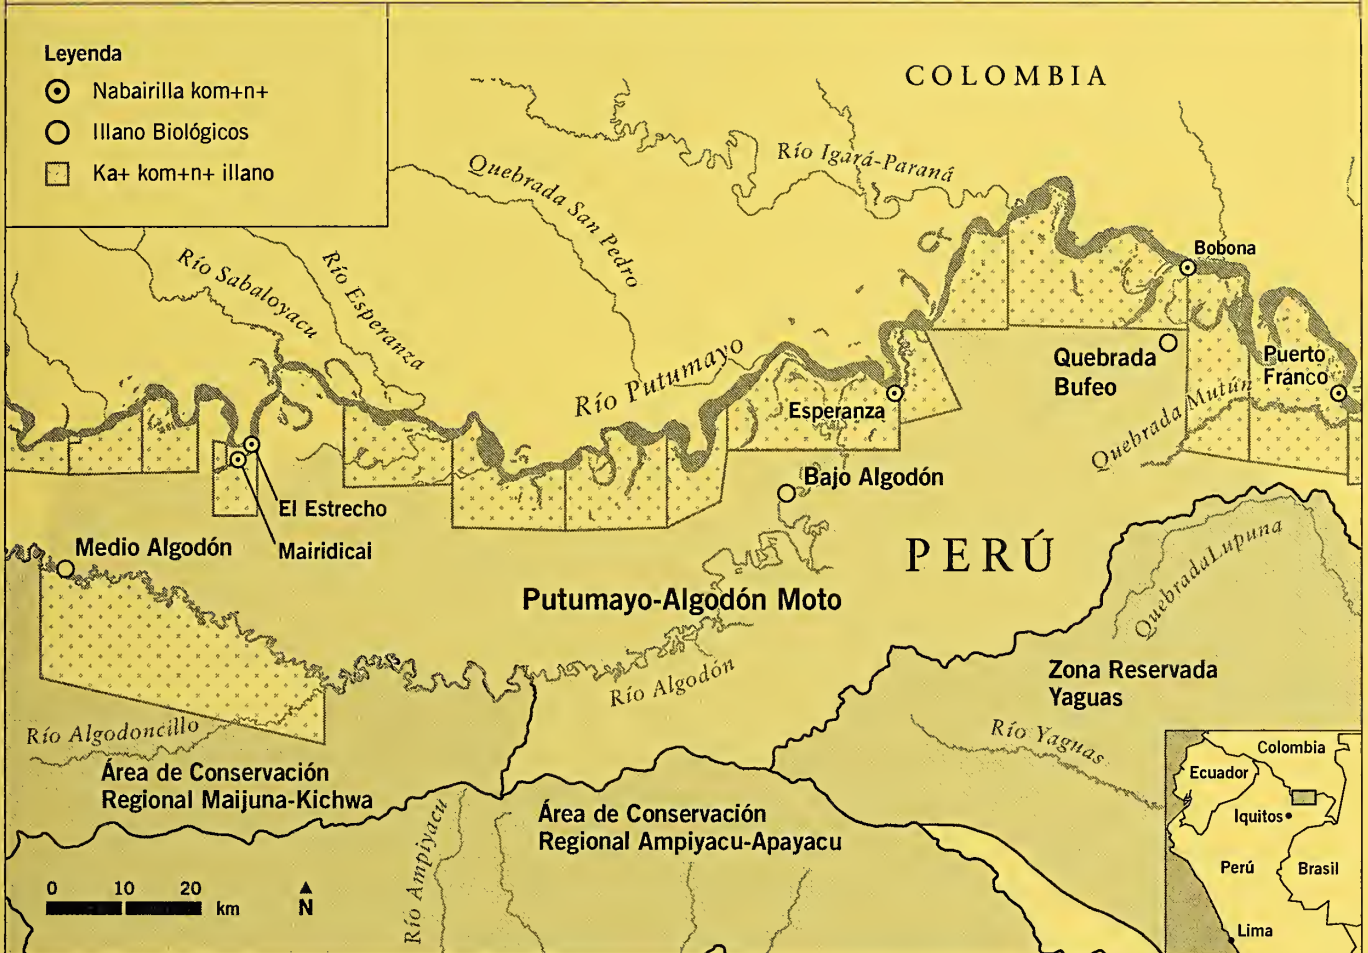 Leyenda
Nabairilla kom+n+
Illano Biológicos
Ka+ kom+n+ illano
COLOMBIA
Río Igará-Paraná
Quebrada San Pedro
Río Sabaloyacu
Río Esperanza
Bobona
Río Putumayo
Quebrada
Bufeo
Puerto
Franco
Esperanza
Quebrada Mutún
Bajo Algodón
El Estrecho
Mairidicai
Medio Algodón
PERÚ
Quebrada Lupuna
Putumayo-Algodón Moto
Río Algodón
Zona Reservada
Yaguas
Río Algodoncillo
Río Yaguas
Área de Conservación
Regional Maijuna-Kichwa
Área de Conservación
Regional Ampiyacu-Apayacu
Río Ampiyacu
0 10 20
km
N
Colombia
Ecuador
Iquitos
Perú
Brasil
Lima